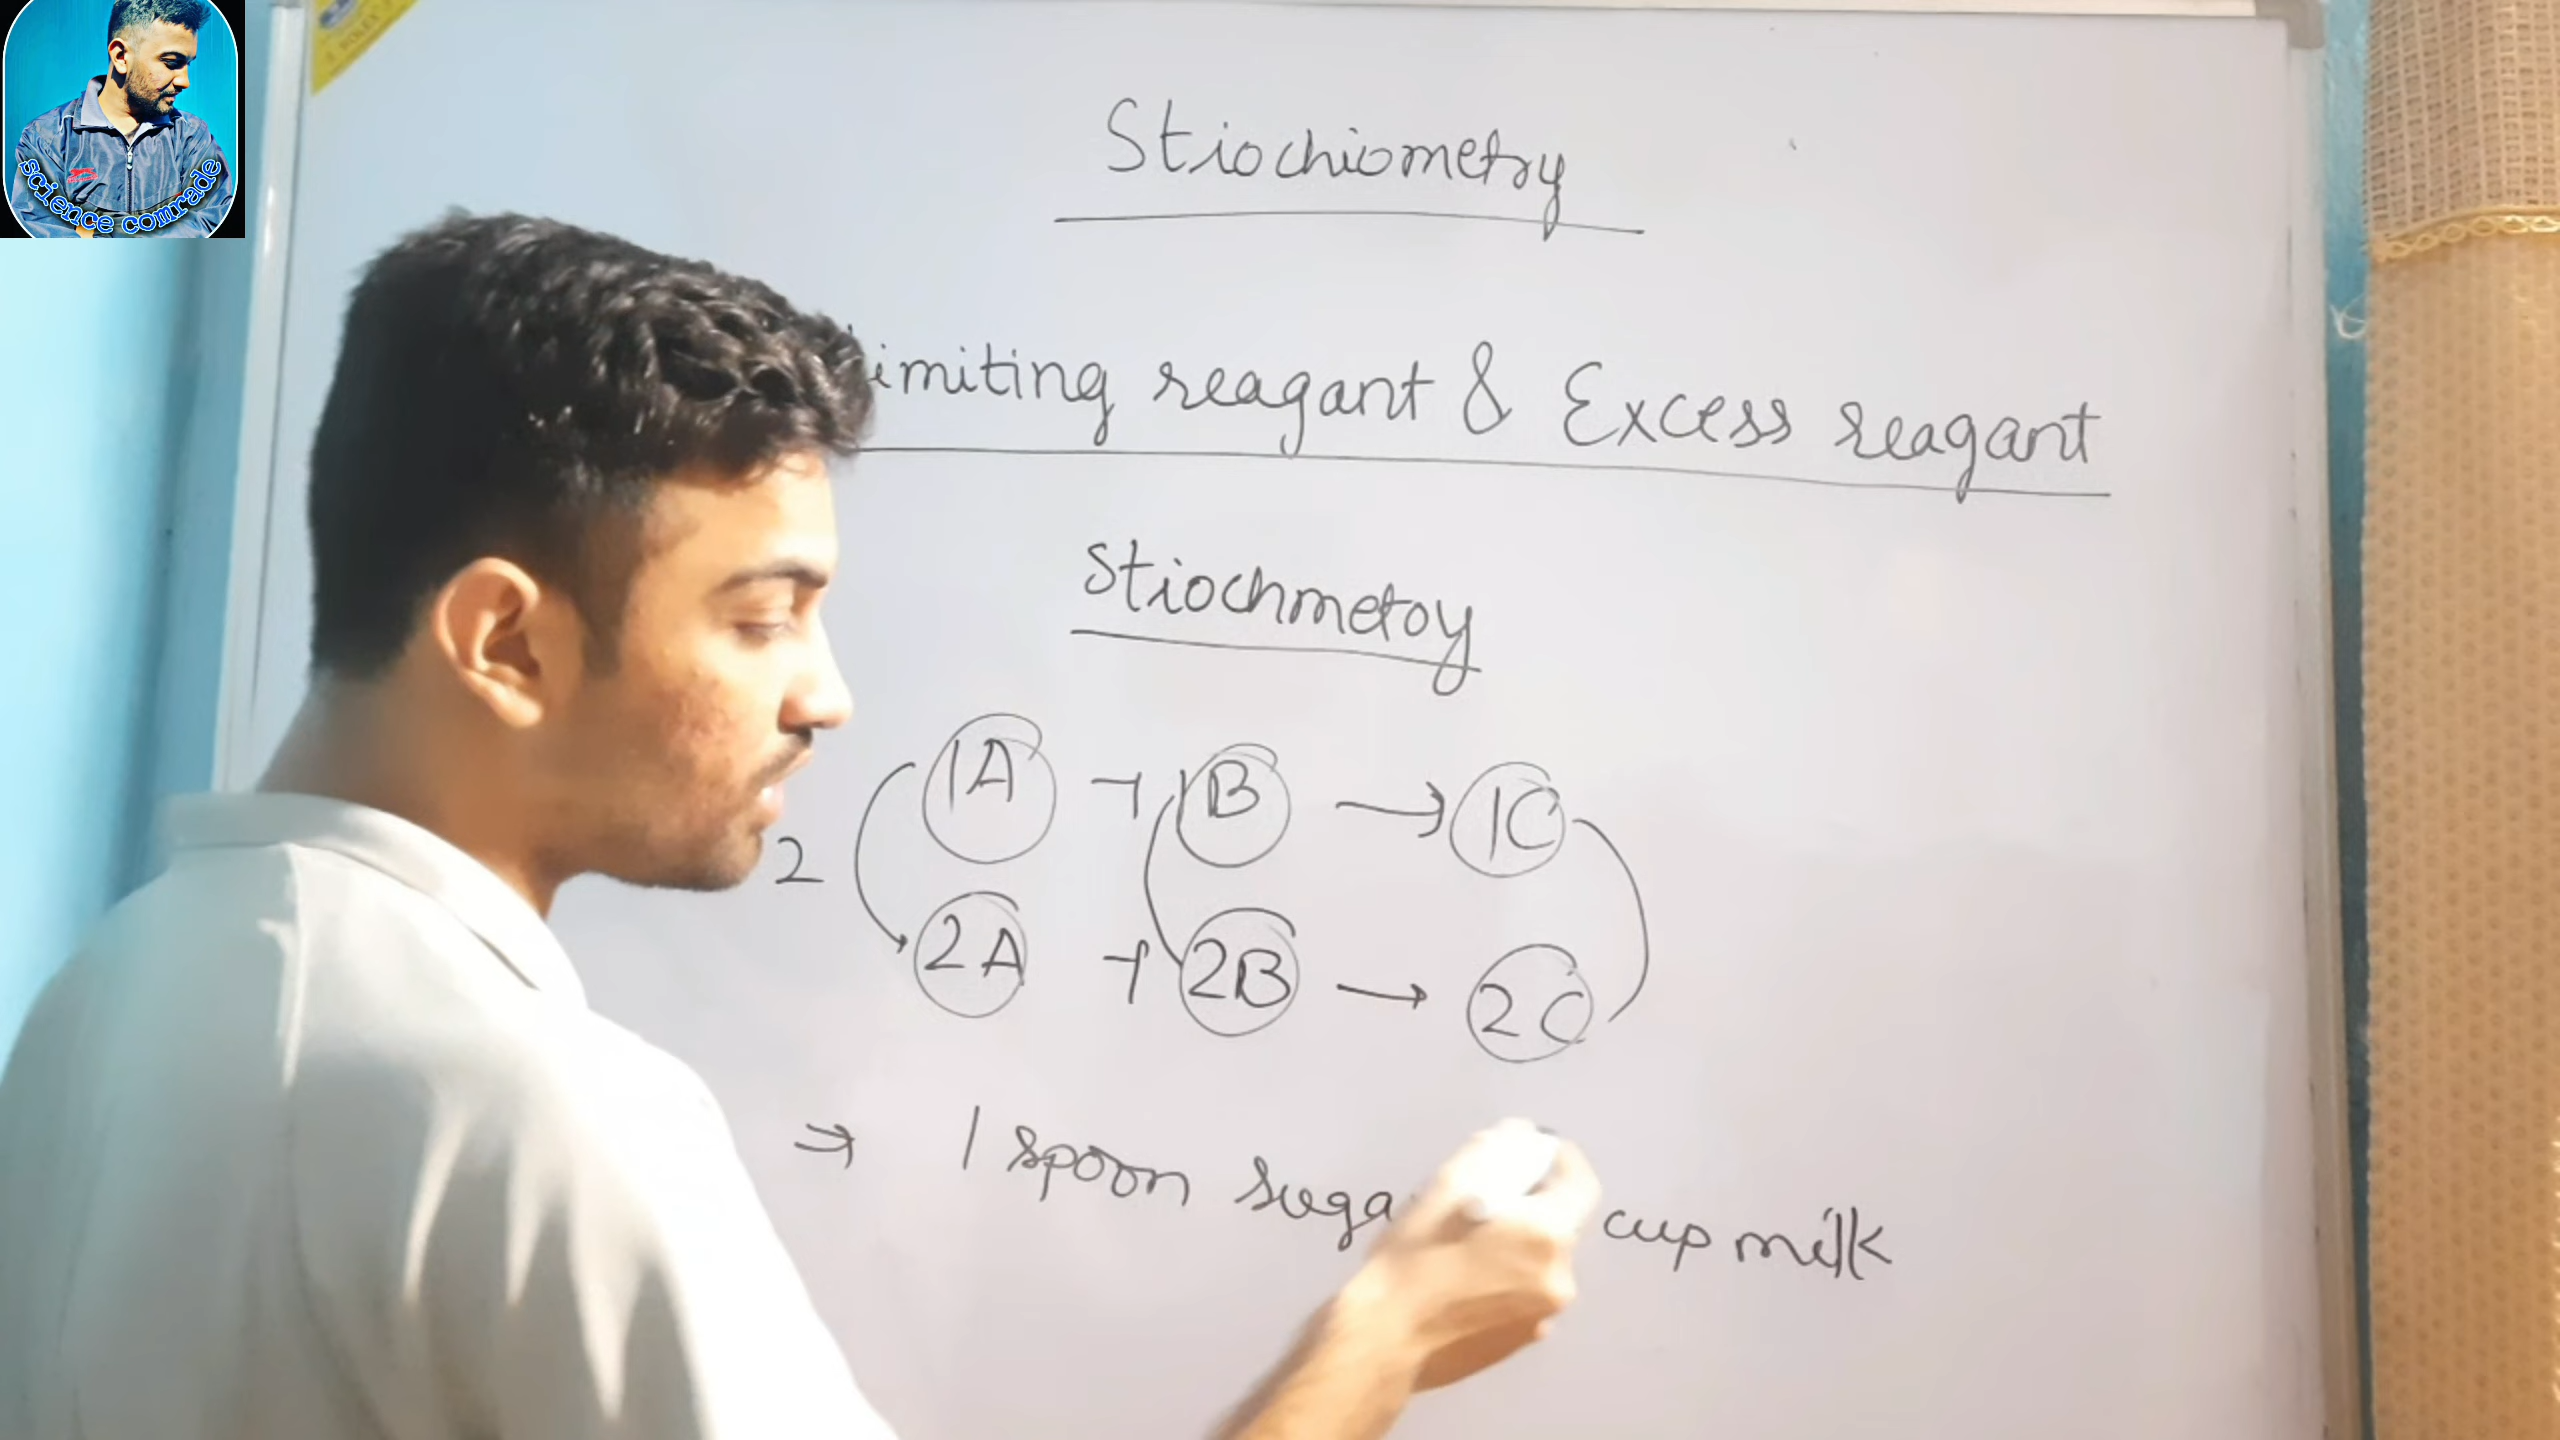 science comrade
Stiochiometry
imiting reagant & Excess reagant
Stiochmetoy
1A + 1B → 1C
2
2A + 2B → 2C
⇒ 1 spoon suga cup milk